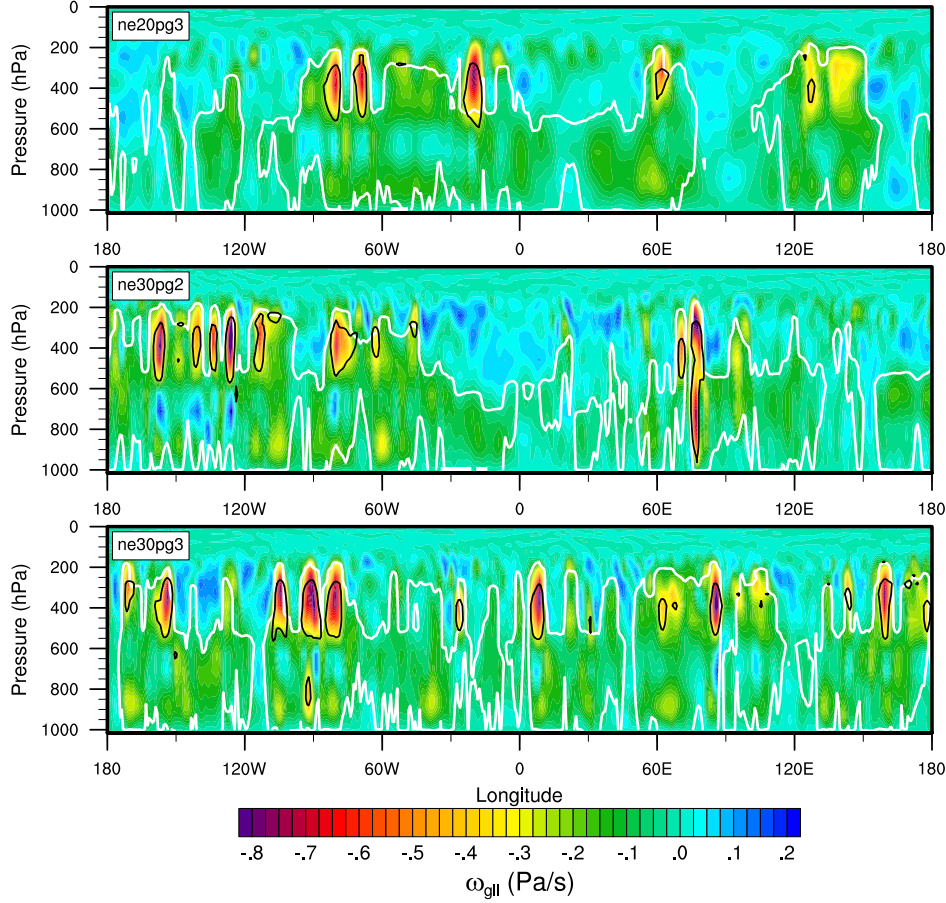 ne20pg3
Pressure (hPa)
0
200
400
600
800
1000
180 120W 60W 0 60E 120E 180
ne30pg2
Pressure (hPa)
0
200
400
600
800
1000
180 120W 60W 0 60E 120E 180
ne30pg3
Pressure (hPa)
0
200
400
600
800
1000
180 120W 60W 0 60E 120E 180
Longitude
-.8 -.7 -.6 -.5 -.4 -.3 -.2 -.1 .0 .1 .2
ωgll (Pa/s)